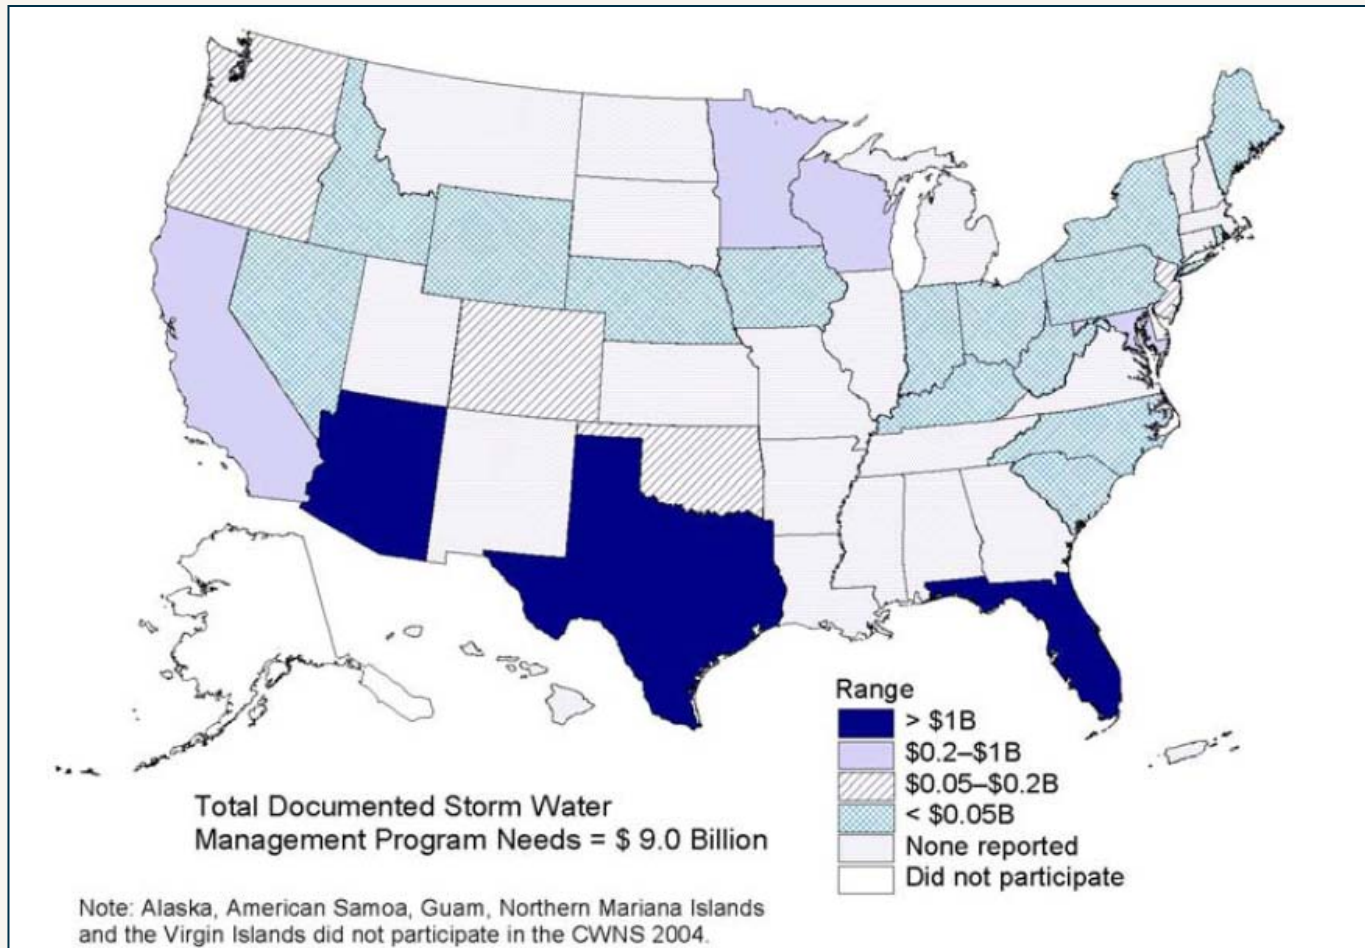 Range
> $1B
$0.2–$1B
$0.05–$0.2B
< $0.05B
None reported
Did not participate
Total Documented Storm Water
Management Program Needs = $ 9.0 Billion
Note: Alaska, American Samoa, Guam, Northern Mariana Islands
and the Virgin Islands did not participate in the CWNS 2004.